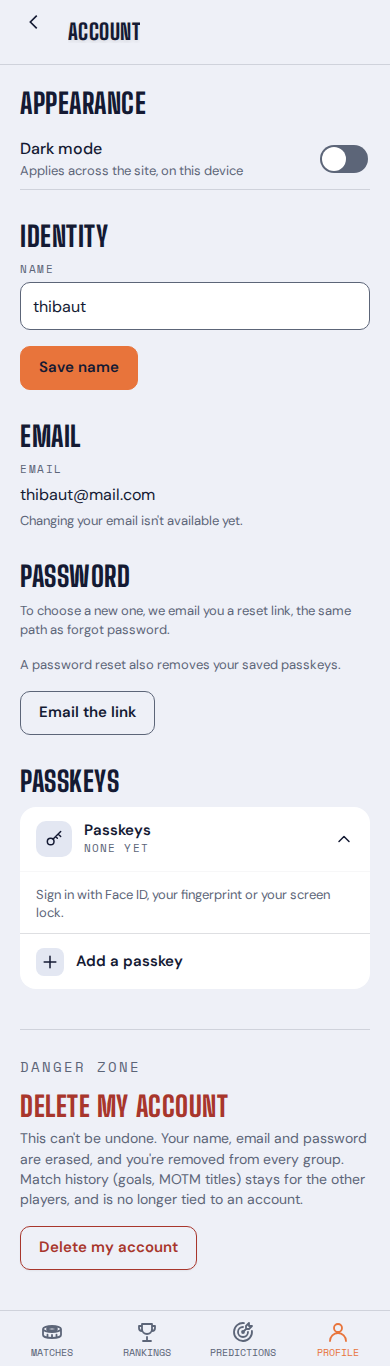 ACCOUNT
APPEARANCE
Dark mode
Applies across the site, on this device
IDENTITY
NAME
thibaut
Save name
EMAIL
EMAIL
thibaut@mail.com
Changing your email isn't available yet.
PASSWORD
To choose a new one, we email you a reset link, the same
path as forgot password.
A password reset also removes your saved passkeys.
Email the link
PASSKEYS
Passkeys
NONE YET
Sign in with Face ID, your fingerprint or your screen
lock.
Add a passkey
DANGER ZONE
DELETE MY ACCOUNT
This can't be undone. Your name, email and password
are erased, and you're removed from every group.
Match history (goals, MOTM titles) stays for the other
players, and is no longer tied to an account.
Delete my account
MATCHES
RANKINGS
PREDICTIONS
PROFILE